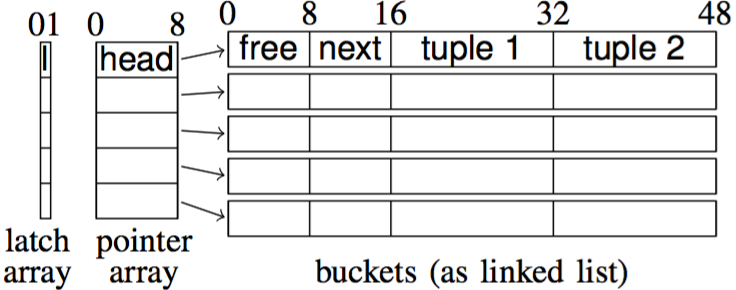 01 0 8 0 8 16 32 48
l head free next tuple 1 tuple 2
latch pointer
array array buckets (as linked list)